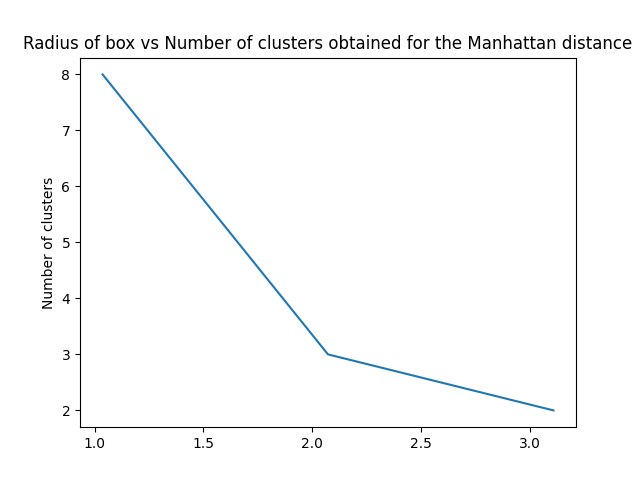 Radius of box vs Number of clusters obtained for the Manhattan distance
8
7
6
5
4
3
2
Number of clusters
1.0 1.5 2.0 2.5 3.0